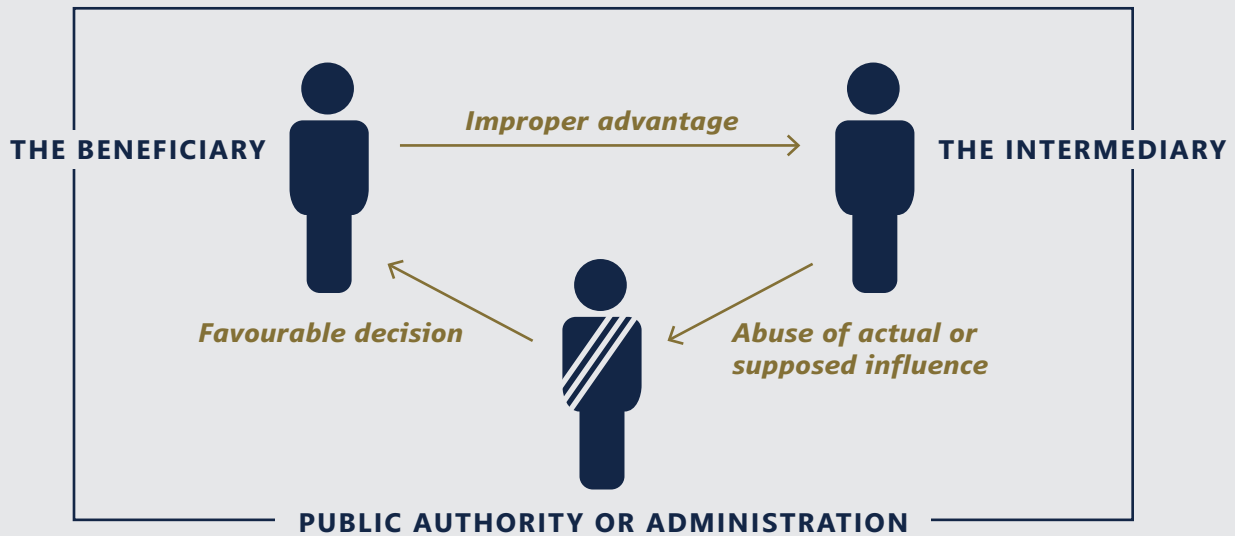 Improper advantage
THE BENEFICIARY
THE INTERMEDIARY
Favourable decision
Abuse of actual or
supposed influence
PUBLIC AUTHORITY OR ADMINISTRATION